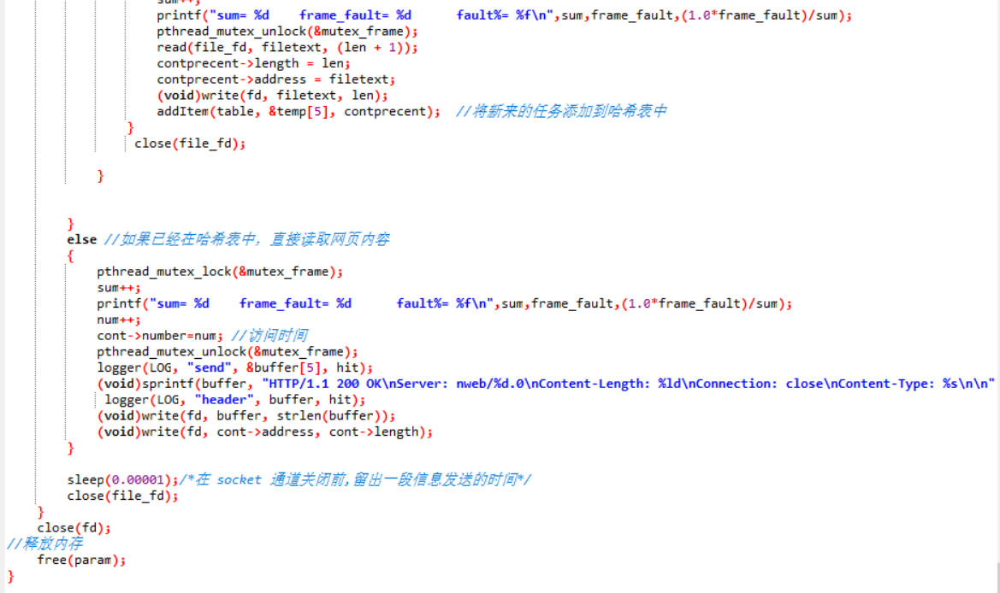 sum++;
printf("sum= %d    frame_fault= %d      fault%= %f\n",sum,frame_fault,(1.0*frame_fault)/sum);
pthread_mutex_unlock(&mutex_frame);
read(file_fd, filetext, (len + 1));
contprecent->length = len;
contprecent->address = filetext;
(void)write(fd, filetext, len);
addItem(table, &temp[5], contprecent);  //将新来的任务添加到哈希表中
}
close(file_fd);
}
}
else //如果已经在哈希表中，直接读取网页内容
{
pthread_mutex_lock(&mutex_frame);
sum++;
printf("sum= %d    frame_fault= %d      fault%= %f\n",sum,frame_fault,(1.0*frame_fault)/sum);
num++;
cont->number=num; //访问时间
pthread_mutex_unlock(&mutex_frame);
logger(LOG, "send", &buffer[5], hit);
(void)sprintf(buffer, "HTTP/1.1 200 OK\nServer: nweb/%d.0\nContent-Length: %ld\nConnection: close\nContent-Type: %s\n\n"
logger(LOG, "header", buffer, hit);
(void)write(fd, buffer, strlen(buffer));
(void)write(fd, cont->address, cont->length);
}
sleep(0.00001);/*在 socket 通道关闭前,留出一段信息发送的时间*/
close(file_fd);
}
close(fd);
//释放内存
free(param);
}